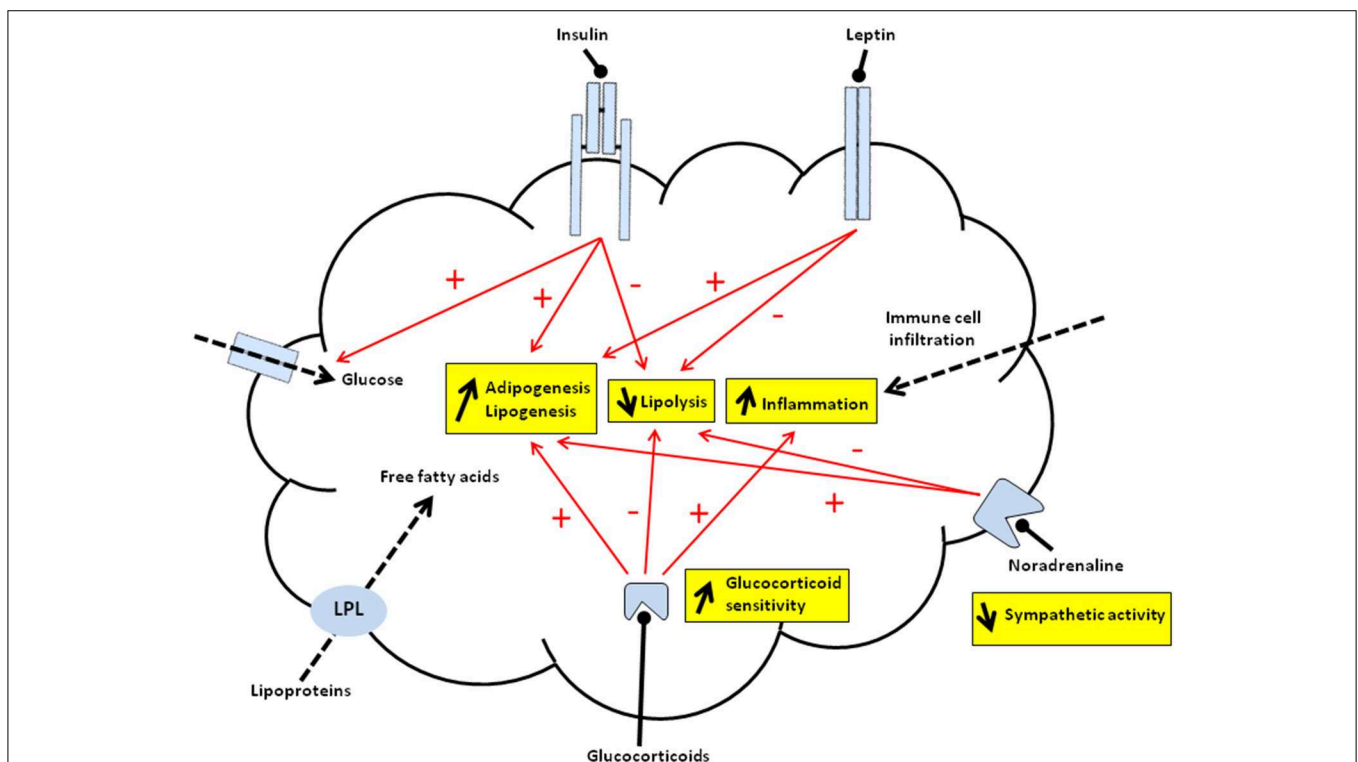 Insulin
Leptin
+
+
-
+
-
Immune cell
infiltration
Glucose
Adipogenesis
Lipogenesis
Lipolysis
Inflammation
Free fatty acids
-
+
-
+
+
Noradrenaline
Glucocorticoid
sensitivity
LPL
Sympathetic activity
Lipoproteins
Glucocorticoids